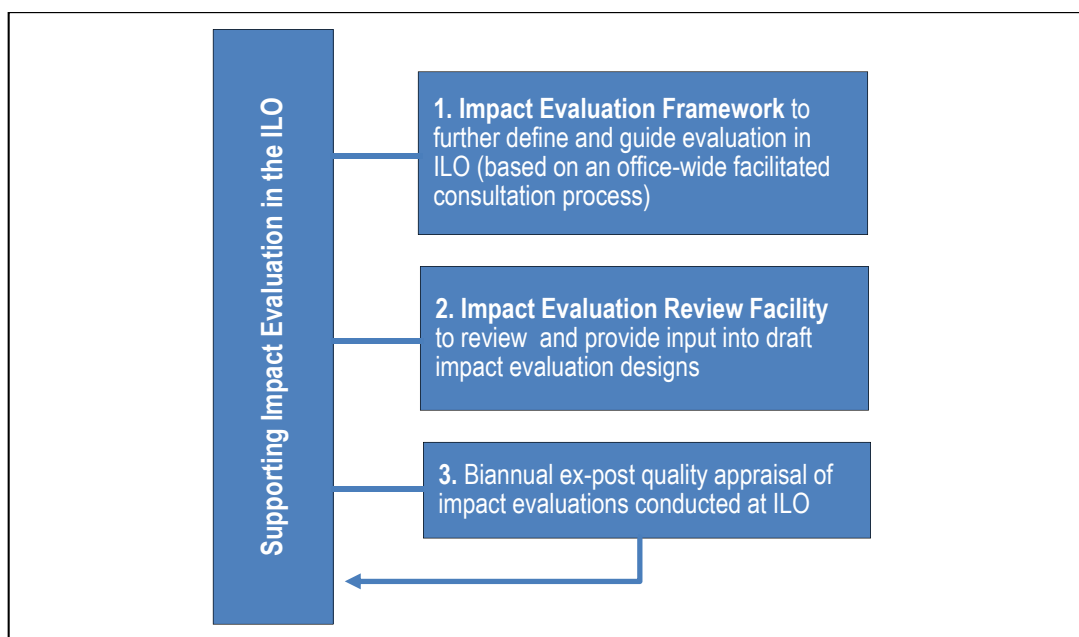 Supporting Impact Evaluation in the ILO
1. Impact Evaluation Framework to
further define and guide evaluation in
ILO (based on an office-wide facilitated
consultation process)
2. Impact Evaluation Review Facility
to review and provide input into draft
impact evaluation designs
3. Biannual ex-post quality appraisal of
impact evaluations conducted at ILO